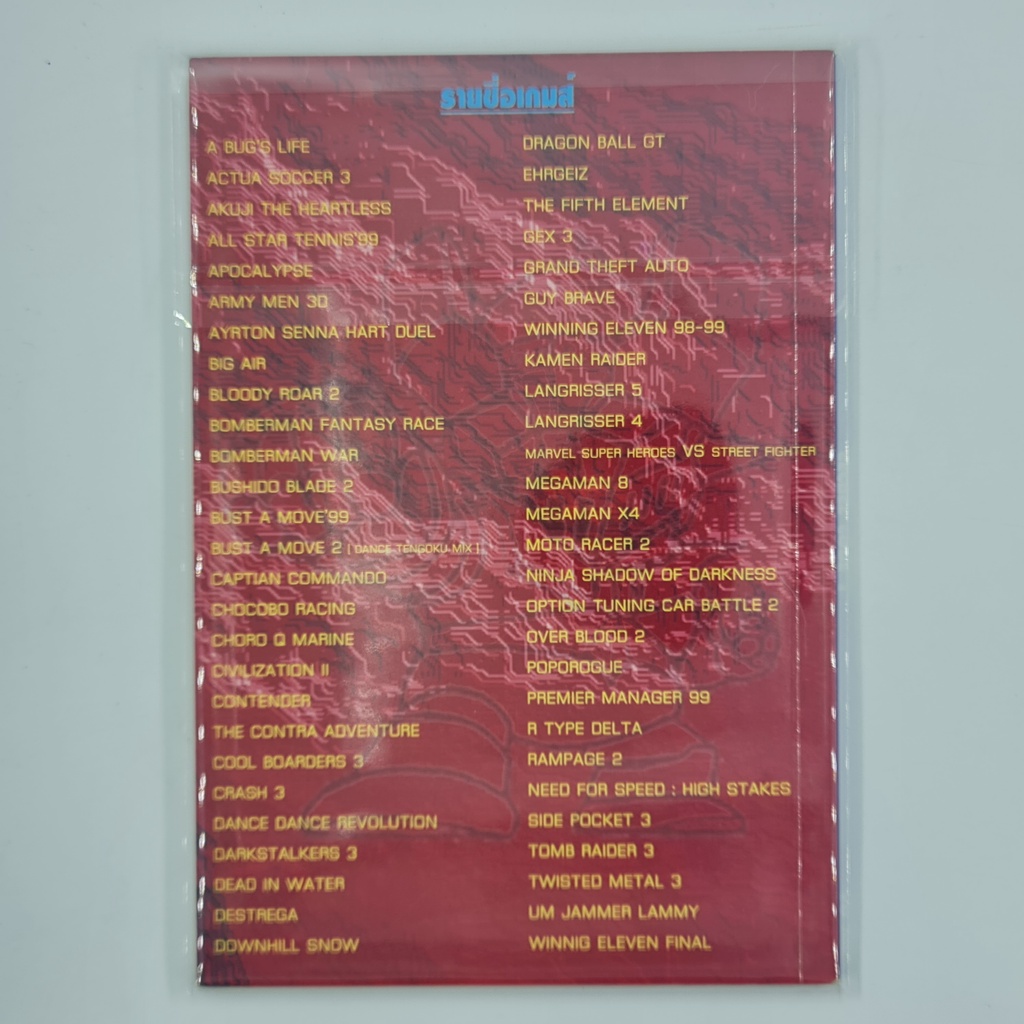 รายชื่อเกมส์
A BUG'S LIFE
ACTUA SOCCER 3
AKUJI THE HEARTLESS
ALL STAR TENNIS'99
APOCALYPSE
ARMY MEN 3D
AYRTON SENNA HART DUEL
BIG AIR
BLOODY ROAR 2
BOMBERMAN FANTASY RACE
BOMBERMAN WAR
BUSHIDO BLADE 2
BUST A MOVE'99
BUST A MOVE 2 [ DANCE TENGOKU MIX ]
CAPTIAN COMMANDO
CHOCOBO RACING
CHORO Q MARINE
CIVILIZATION II
CONTENDER
THE CONTRA ADVENTURE
COOL BOARDERS 3
CRASH 3
DANCE DANCE REVOLUTION
DARKSTALKERS 3
DEAD IN WATER
DESTREGA
DOWNHILL SNOW
DRAGON BALL GT
EHRGEIZ
THE FIFTH ELEMENT
GEX 3
GRAND THEFT AUTO
GUY BRAVE
WINNING ELEVEN 98-99
KAMEN RAIDER
LANGRISSER 5
LANGRISSER 4
MARVEL SUPER HEROES VS STREET FIGHTER
MEGAMAN 8
MEGAMAN X4
MOTO RACER 2
NINJA SHADOW OF DARKNESS
OPTION TUNING CAR BATTLE 2
OVER BLOOD 2
POPOROGUE
PREMIER MANAGER 99
R TYPE DELTA
RAMPAGE 2
NEED FOR SPEED : HIGH STAKES
SIDE POCKET 3
TOMB RAIDER 3
TWISTED METAL 3
UM JAMMER LAMMY
WINNIG ELEVEN FINAL